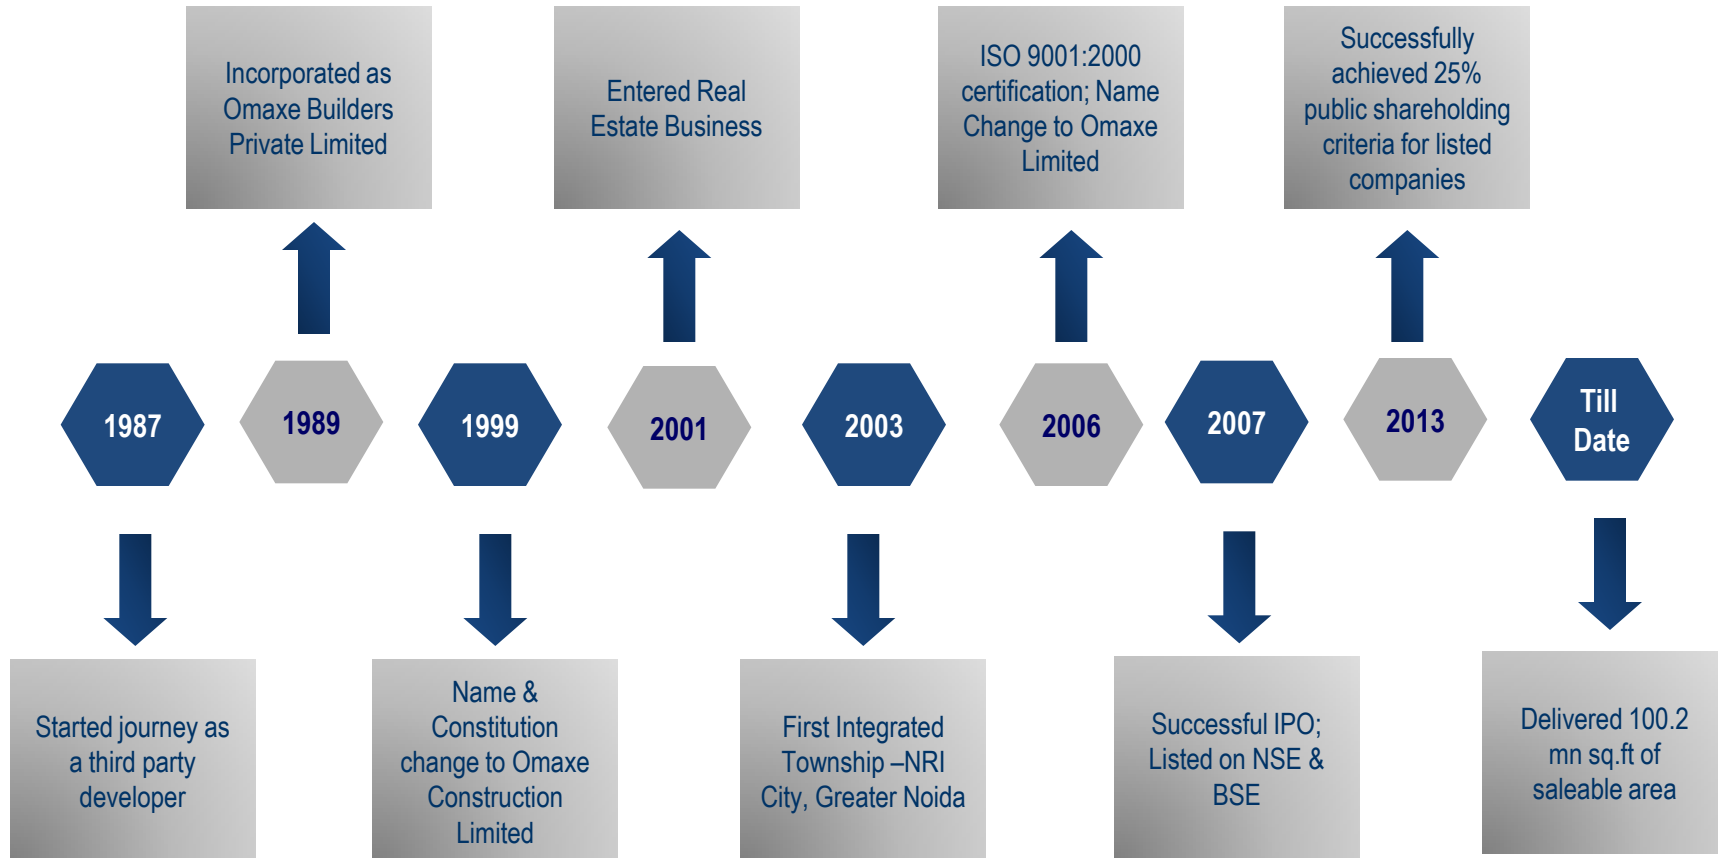 Incorporated as
Omaxe Builders
Private Limited
Entered Real
Estate Business
ISO 9001:2000
certification; Name
Change to Omaxe
Limited
Successfully
achieved 25%
public shareholding
criteria for listed
companies
1987
1989
1999
2001
2003
2006
2007
2013
Till
Date
Started journey as
a third party
developer
Name &
Constitution
change to Omaxe
Construction
Limited
First Integrated
Township –NRI
City, Greater Noida
Successful IPO;
Listed on NSE &
BSE
Delivered 100.2
mn sq.ft of
saleable area